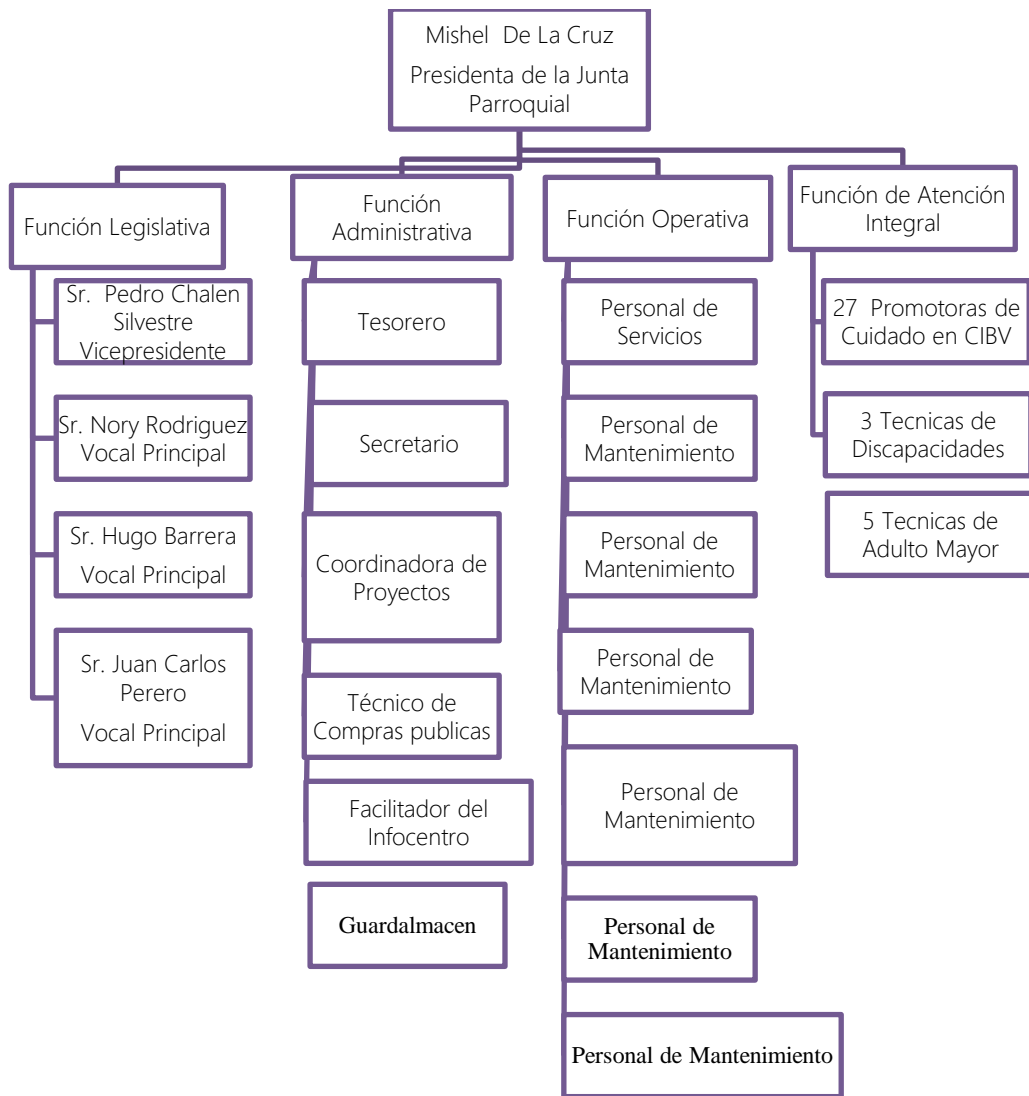 Mishel De La Cruz
Presidenta de la Junta
Parroquial
Función Legislativa
Sr. Pedro Chalen
Silvestre
Vicepresidente
Sr. Nory Rodriguez
Vocal Principal
Sr. Hugo Barrera
Vocal Principal
Sr. Juan Carlos
Perero
Vocal Principal
Función
Administrativa
Tesorero
Secretario
Coordinadora de
Proyectos
Técnico de
Compras publicas
Facilitador del
Infocentro
Guardalmacen
Función Operativa
Personal de
Servicios
Personal de
Mantenimiento
Personal de
Mantenimiento
Personal de
Mantenimiento
Personal de
Mantenimiento
Personal de
Mantenimiento
Personal de Mantenimiento
Función de Atención
Integral
27 Promotoras de
Cuidado en CIBV
3 Tecnicas de
Discapacidades
5 Tecnicas de
Adulto Mayor